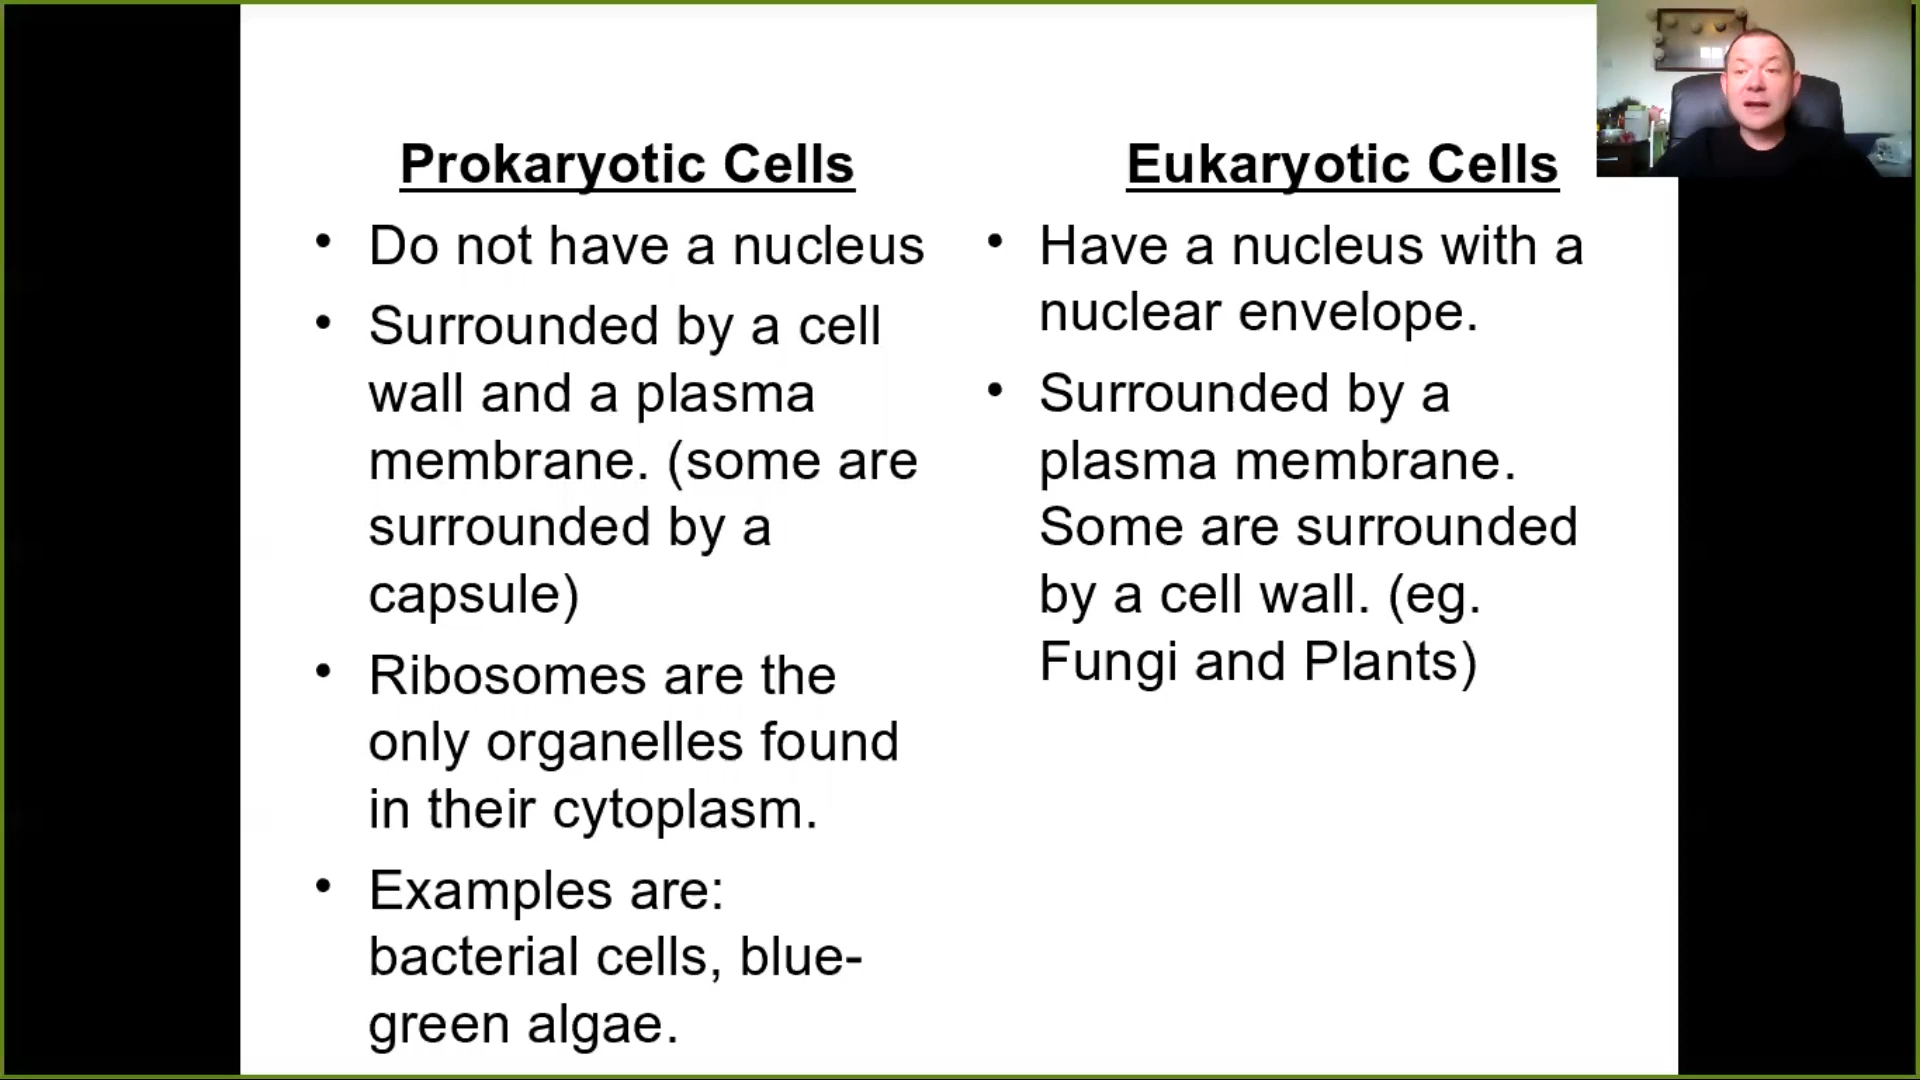 Prokaryotic Cells
• Do not have a nucleus
• Surrounded by a cell
wall and a plasma
membrane. (some are
surrounded by a
capsule)
• Ribosomes are the
only organelles found
in their cytoplasm.
• Examples are:
bacterial cells, blue-
green algae.
Eukaryotic Cells
• Have a nucleus with a
nuclear envelope.
• Surrounded by a
plasma membrane.
Some are surrounded
by a cell wall. (eg.
Fungi and Plants)